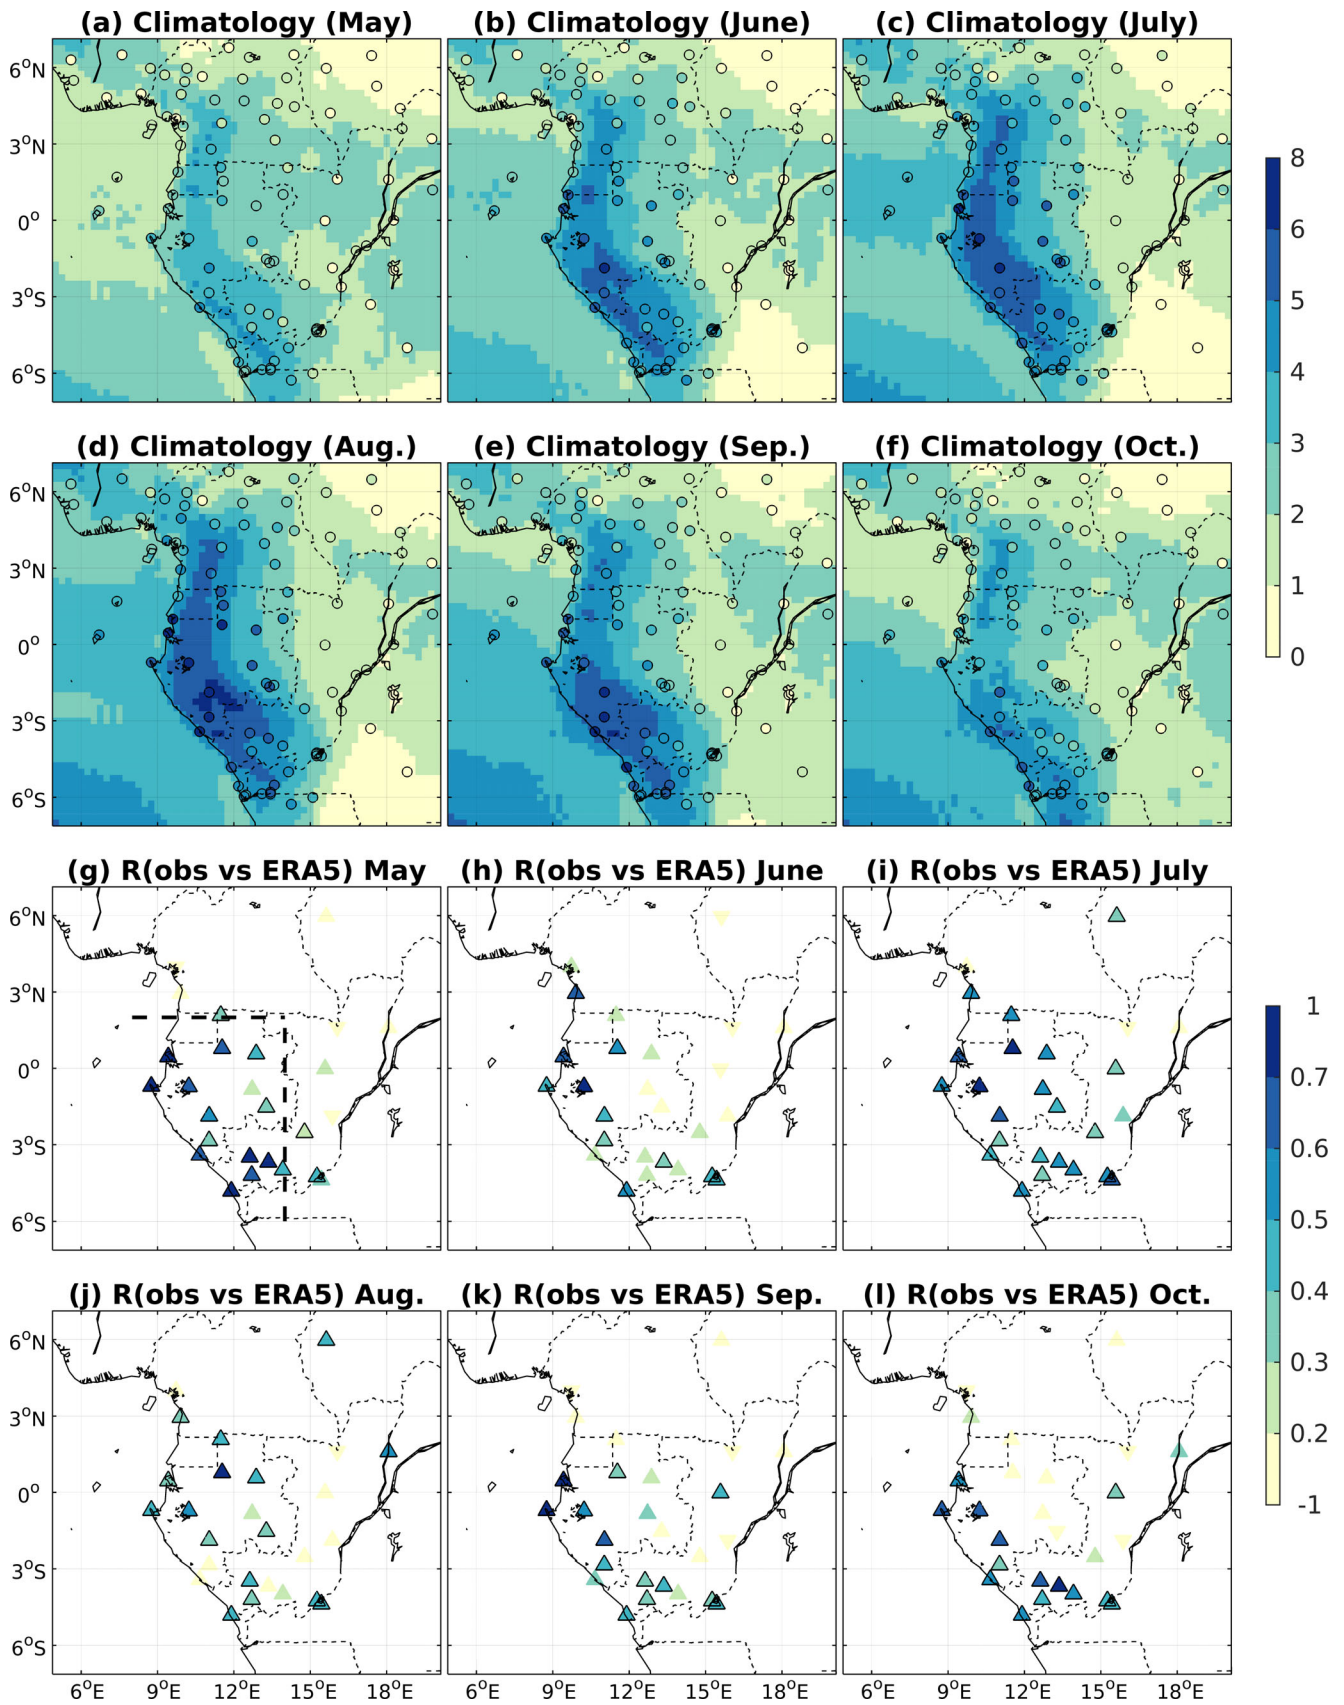 (a) Climatology (May) (b) Climatology (June) (c) Climatology (July)
6°N
3°N
0°
3°S
6°S
8
6
5
4
3
2
1
0
(d) Climatology (Aug.) (e) Climatology (Sep.) (f) Climatology (Oct.)
6°N
3°N
0°
3°S
6°S
(g) R(obs vs ERA5) May (h) R(obs vs ERA5) June (i) R(obs vs ERA5) July
6°N
3°N
0°
3°S
6°S
1
0.7
0.6
0.5
0.4
0.3
0.2
-1
(j) R(obs vs ERA5) Aug. (k) R(obs vs ERA5) Sep. (l) R(obs vs ERA5) Oct.
6°N
3°N
0°
3°S
6°S
6°E 9°E 12°E 15°E 18°E 6°E 9°E 12°E 15°E 18°E 6°E 9°E 12°E 15°E 18°E